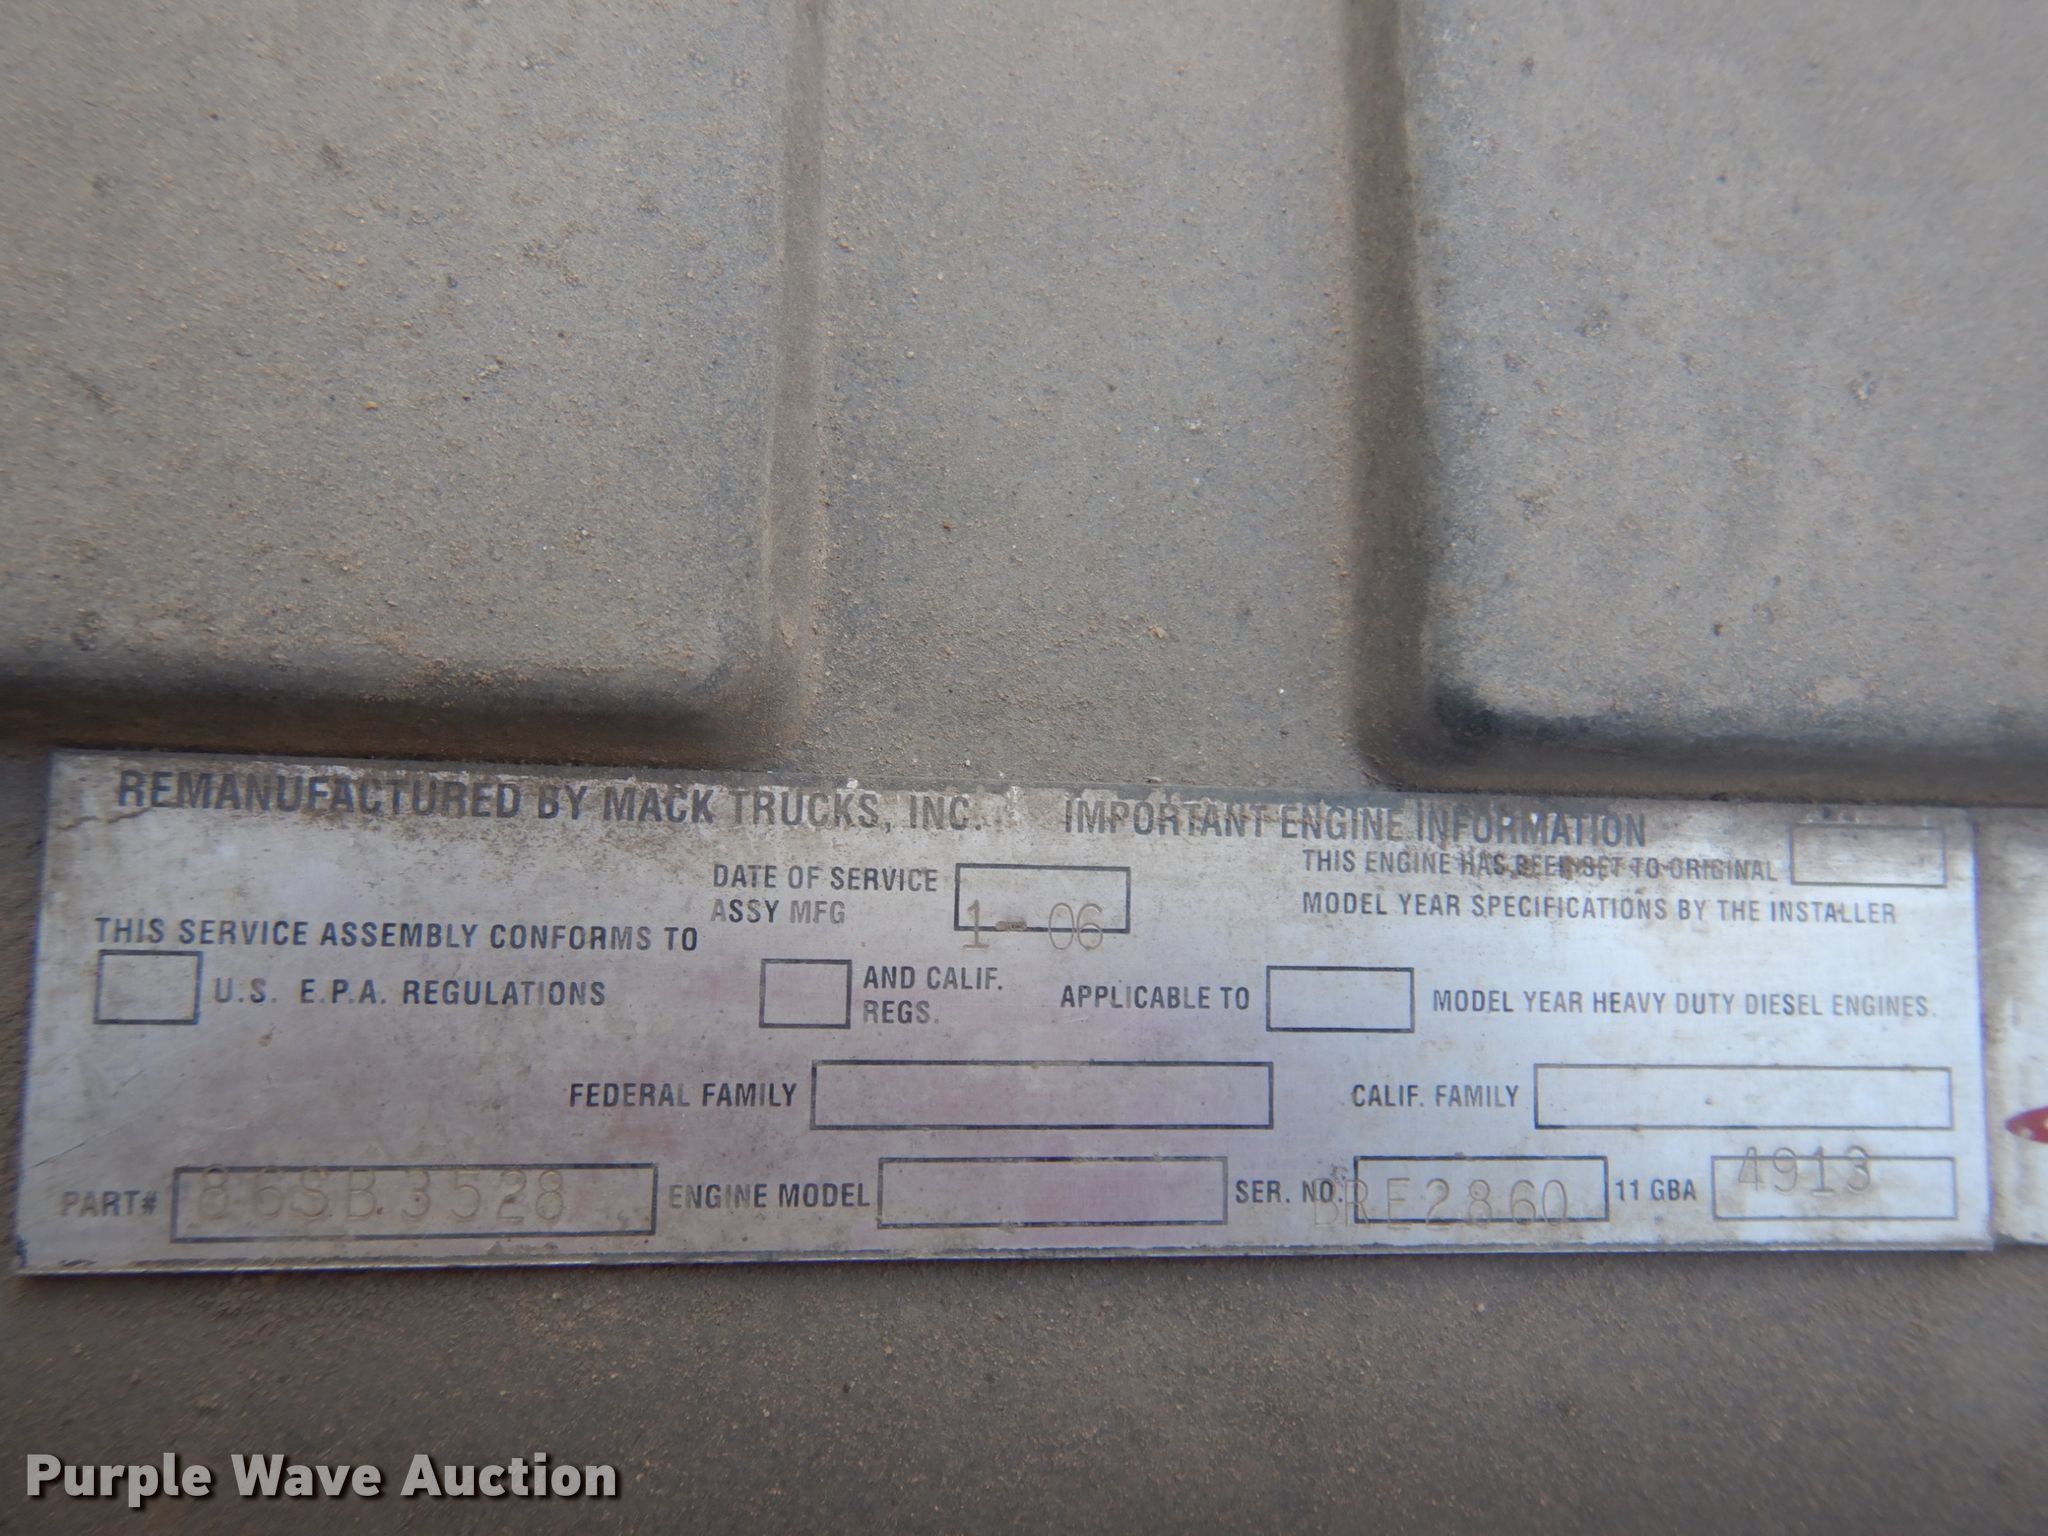 REMANUFACTURED BY MACK TRUCKS, INC. IMPORTANT ENGINE INFORMATION
DATE OF SERVICE ASSY MFG 1-06
THIS ENGINE HAS BEEN SET TO ORIGINAL
MODEL YEAR SPECIFICATIONS BY THE INSTALLER
THIS SERVICE ASSEMBLY CONFORMS TO
U.S. E.P.A. REGULATIONS AND CALIF. REGS. APPLICABLE TO MODEL YEAR HEAVY DUTY DIESEL ENGINES.
FEDERAL FAMILY CALIF. FAMILY
PART# 86SB.3528 ENGINE MODEL SER. NO. BRE2860 11 GBA 4913
Purple Wave Auction